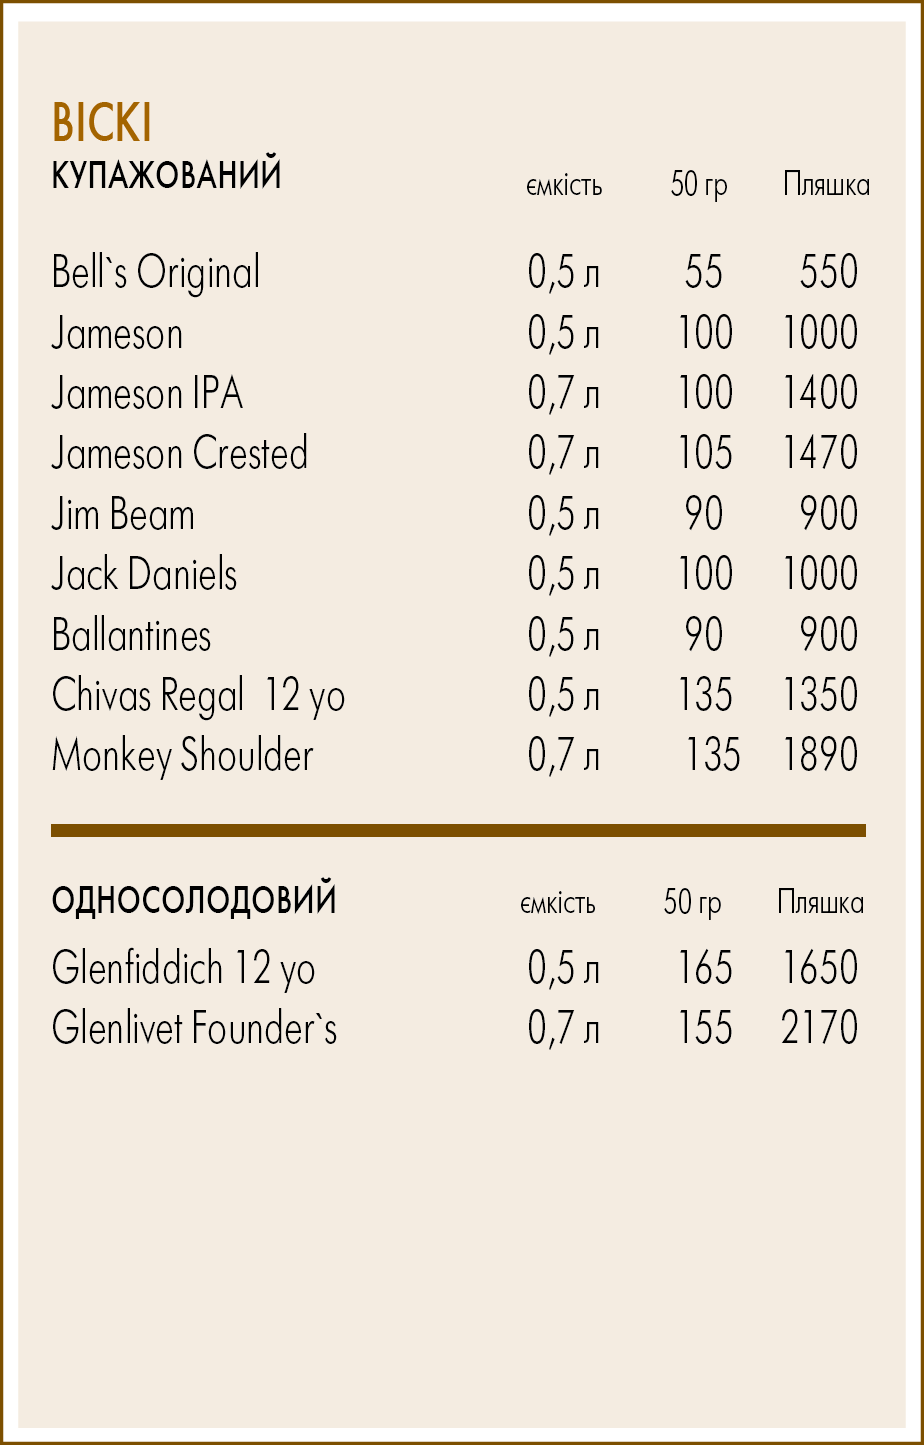 ВІСКІ
КУПАЖОВАНИЙ ємкість 50 гр Пляшка
Bell`s Original 0,5 л 55 550
Jameson 0,5 л 100 1000
Jameson IPA 0,7 л 100 1400
Jameson Crested 0,7 л 105 1470
Jim Beam 0,5 л 90 900
Jack Daniels 0,5 л 100 1000
Ballantines 0,5 л 90 900
Chivas Regal 12 yo 0,5 л 135 1350
Monkey Shoulder 0,7 л 135 1890
ОДНОСОЛОДОВИЙ ємкість 50 гр Пляшка
Glenfiddich 12 yo 0,5 л 165 1650
Glenlivet Founder`s 0,7 л 155 2170